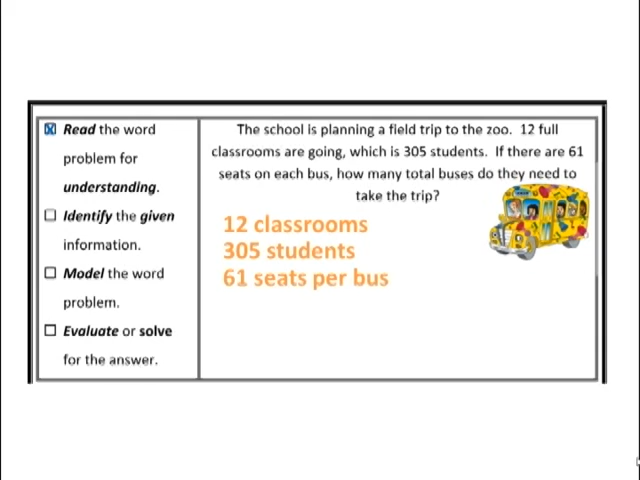 Read the word
problem for
understanding.
Identify the given
information.
Model the word
problem.
Evaluate or solve
for the answer.
The school is planning a field trip to the zoo. 12 full
classrooms are going, which is 305 students. If there are 61
seats on each bus, how many total buses do they need to
take the trip?
12 classrooms
305 students
61 seats per bus